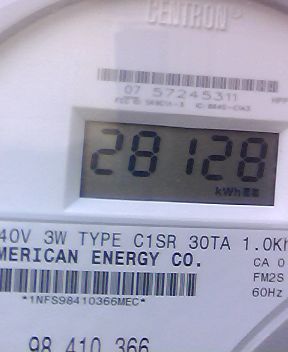 CENTRON®
07 57245311
28128
kWh
40V 3W TYPE C1SR 30TA 1.0Kh
MERICAN ENERGY CO.
CA 0
FM2S
*1NFS98410366MEC*
60Hz
98 410 366